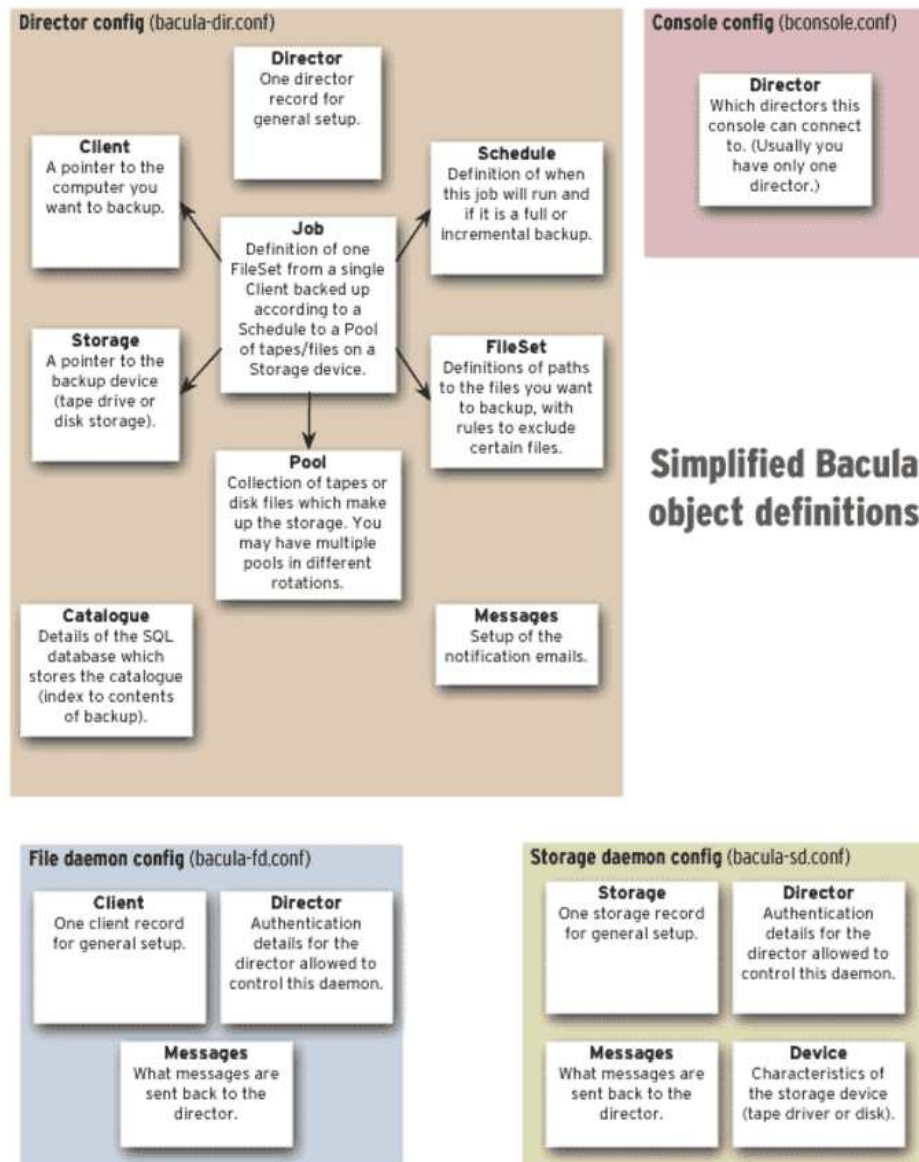 Director config (bacula-dir.conf)
Director
One director
record for
general setup.
Client
A pointer to the
computer you
want to backup.
Schedule
Definition of when
this job will run and
if it is a full or
incremental backup.
Job
Definition of one
FileSet from a single
Client backed up
according to a
Schedule to a Pool
of tapes/files on a
Storage device.
Storage
A pointer to the
backup device
(tape drive or
disk storage).
FileSet
Definitions of paths
to the files you want
to backup, with
rules to exclude
certain files.
Pool
Collection of tapes or
disk files which make
up the storage. You
may have multiple
pools in different
rotations.
Catalogue
Details of the SQL
database which
stores the catalogue
(index to contents
of backup).
Messages
Setup of the
notification emails.
Console config (bconsole.conf)
Director
Which directors this
console can connect
to. (Usually you
have only one
director.)
Simplified Bacula
object definitions
File daemon config (bacula-fd.conf)
Client
One client record
for general setup.
Director
Authentication
details for the
director allowed to
control this daemon.
Messages
What messages are
sent back to the
director.
Storage daemon config (bacula-sd.conf)
Storage
One storage record
for general setup.
Director
Authentication
details for the
director allowed to
control this daemon.
Messages
What messages are
sent back to the
director.
Device
Characteristics of
the storage device
(tape driver or disk).